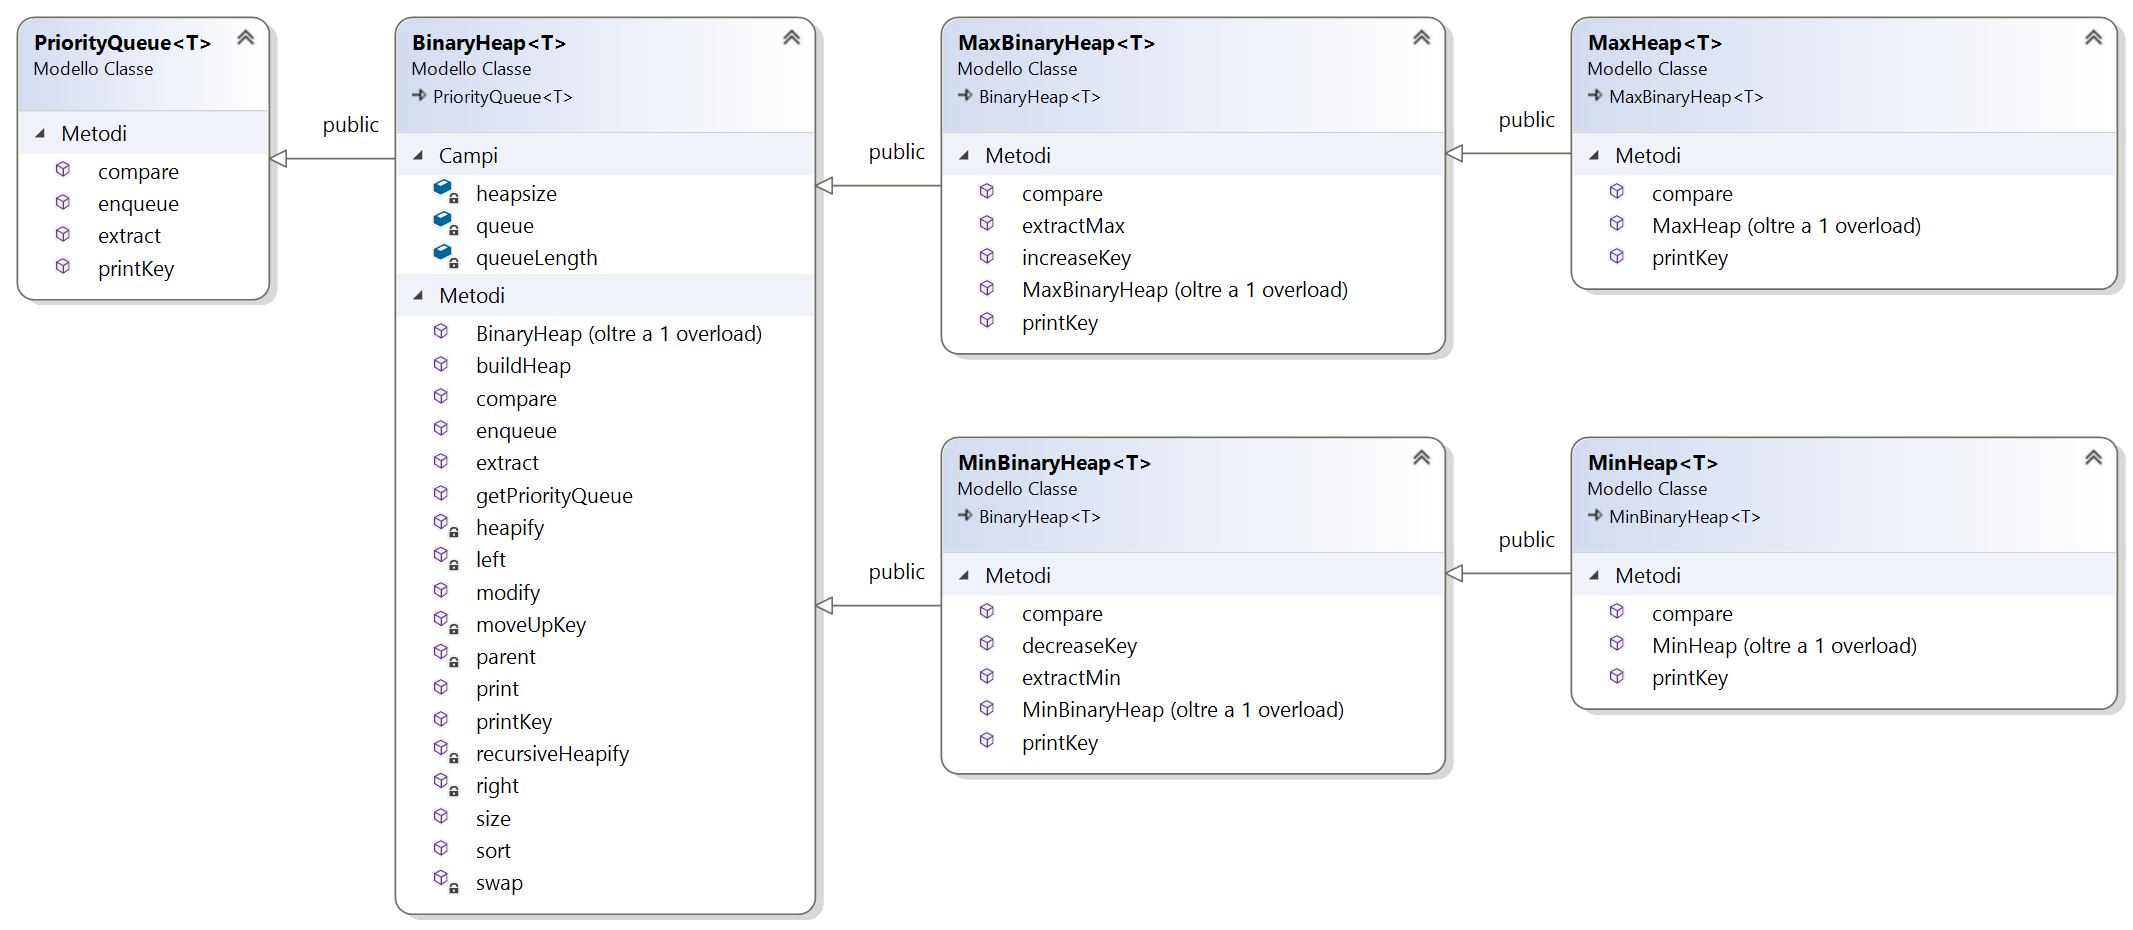 PriorityQueue<T>
Modello Classe
Metodi
compare
enqueue
extract
printKey
public
BinaryHeap<T>
Modello Classe
PriorityQueue<T>
Campi
heapsize
queue
queueLength
Metodi
BinaryHeap (oltre a 1 overload)
buildHeap
compare
enqueue
extract
getPriorityQueue
heapify
left
modify
moveUpKey
parent
print
printKey
recursiveHeapify
right
size
sort
swap
public
MaxBinaryHeap<T>
Modello Classe
BinaryHeap<T>
Metodi
compare
extractMax
increaseKey
MaxBinaryHeap (oltre a 1 overload)
printKey
public
MaxHeap<T>
Modello Classe
MaxBinaryHeap<T>
Metodi
compare
MaxHeap (oltre a 1 overload)
printKey
public
MinBinaryHeap<T>
Modello Classe
BinaryHeap<T>
Metodi
compare
decreaseKey
extractMin
MinBinaryHeap (oltre a 1 overload)
printKey
public
MinHeap<T>
Modello Classe
MinBinaryHeap<T>
Metodi
compare
MinHeap (oltre a 1 overload)
printKey